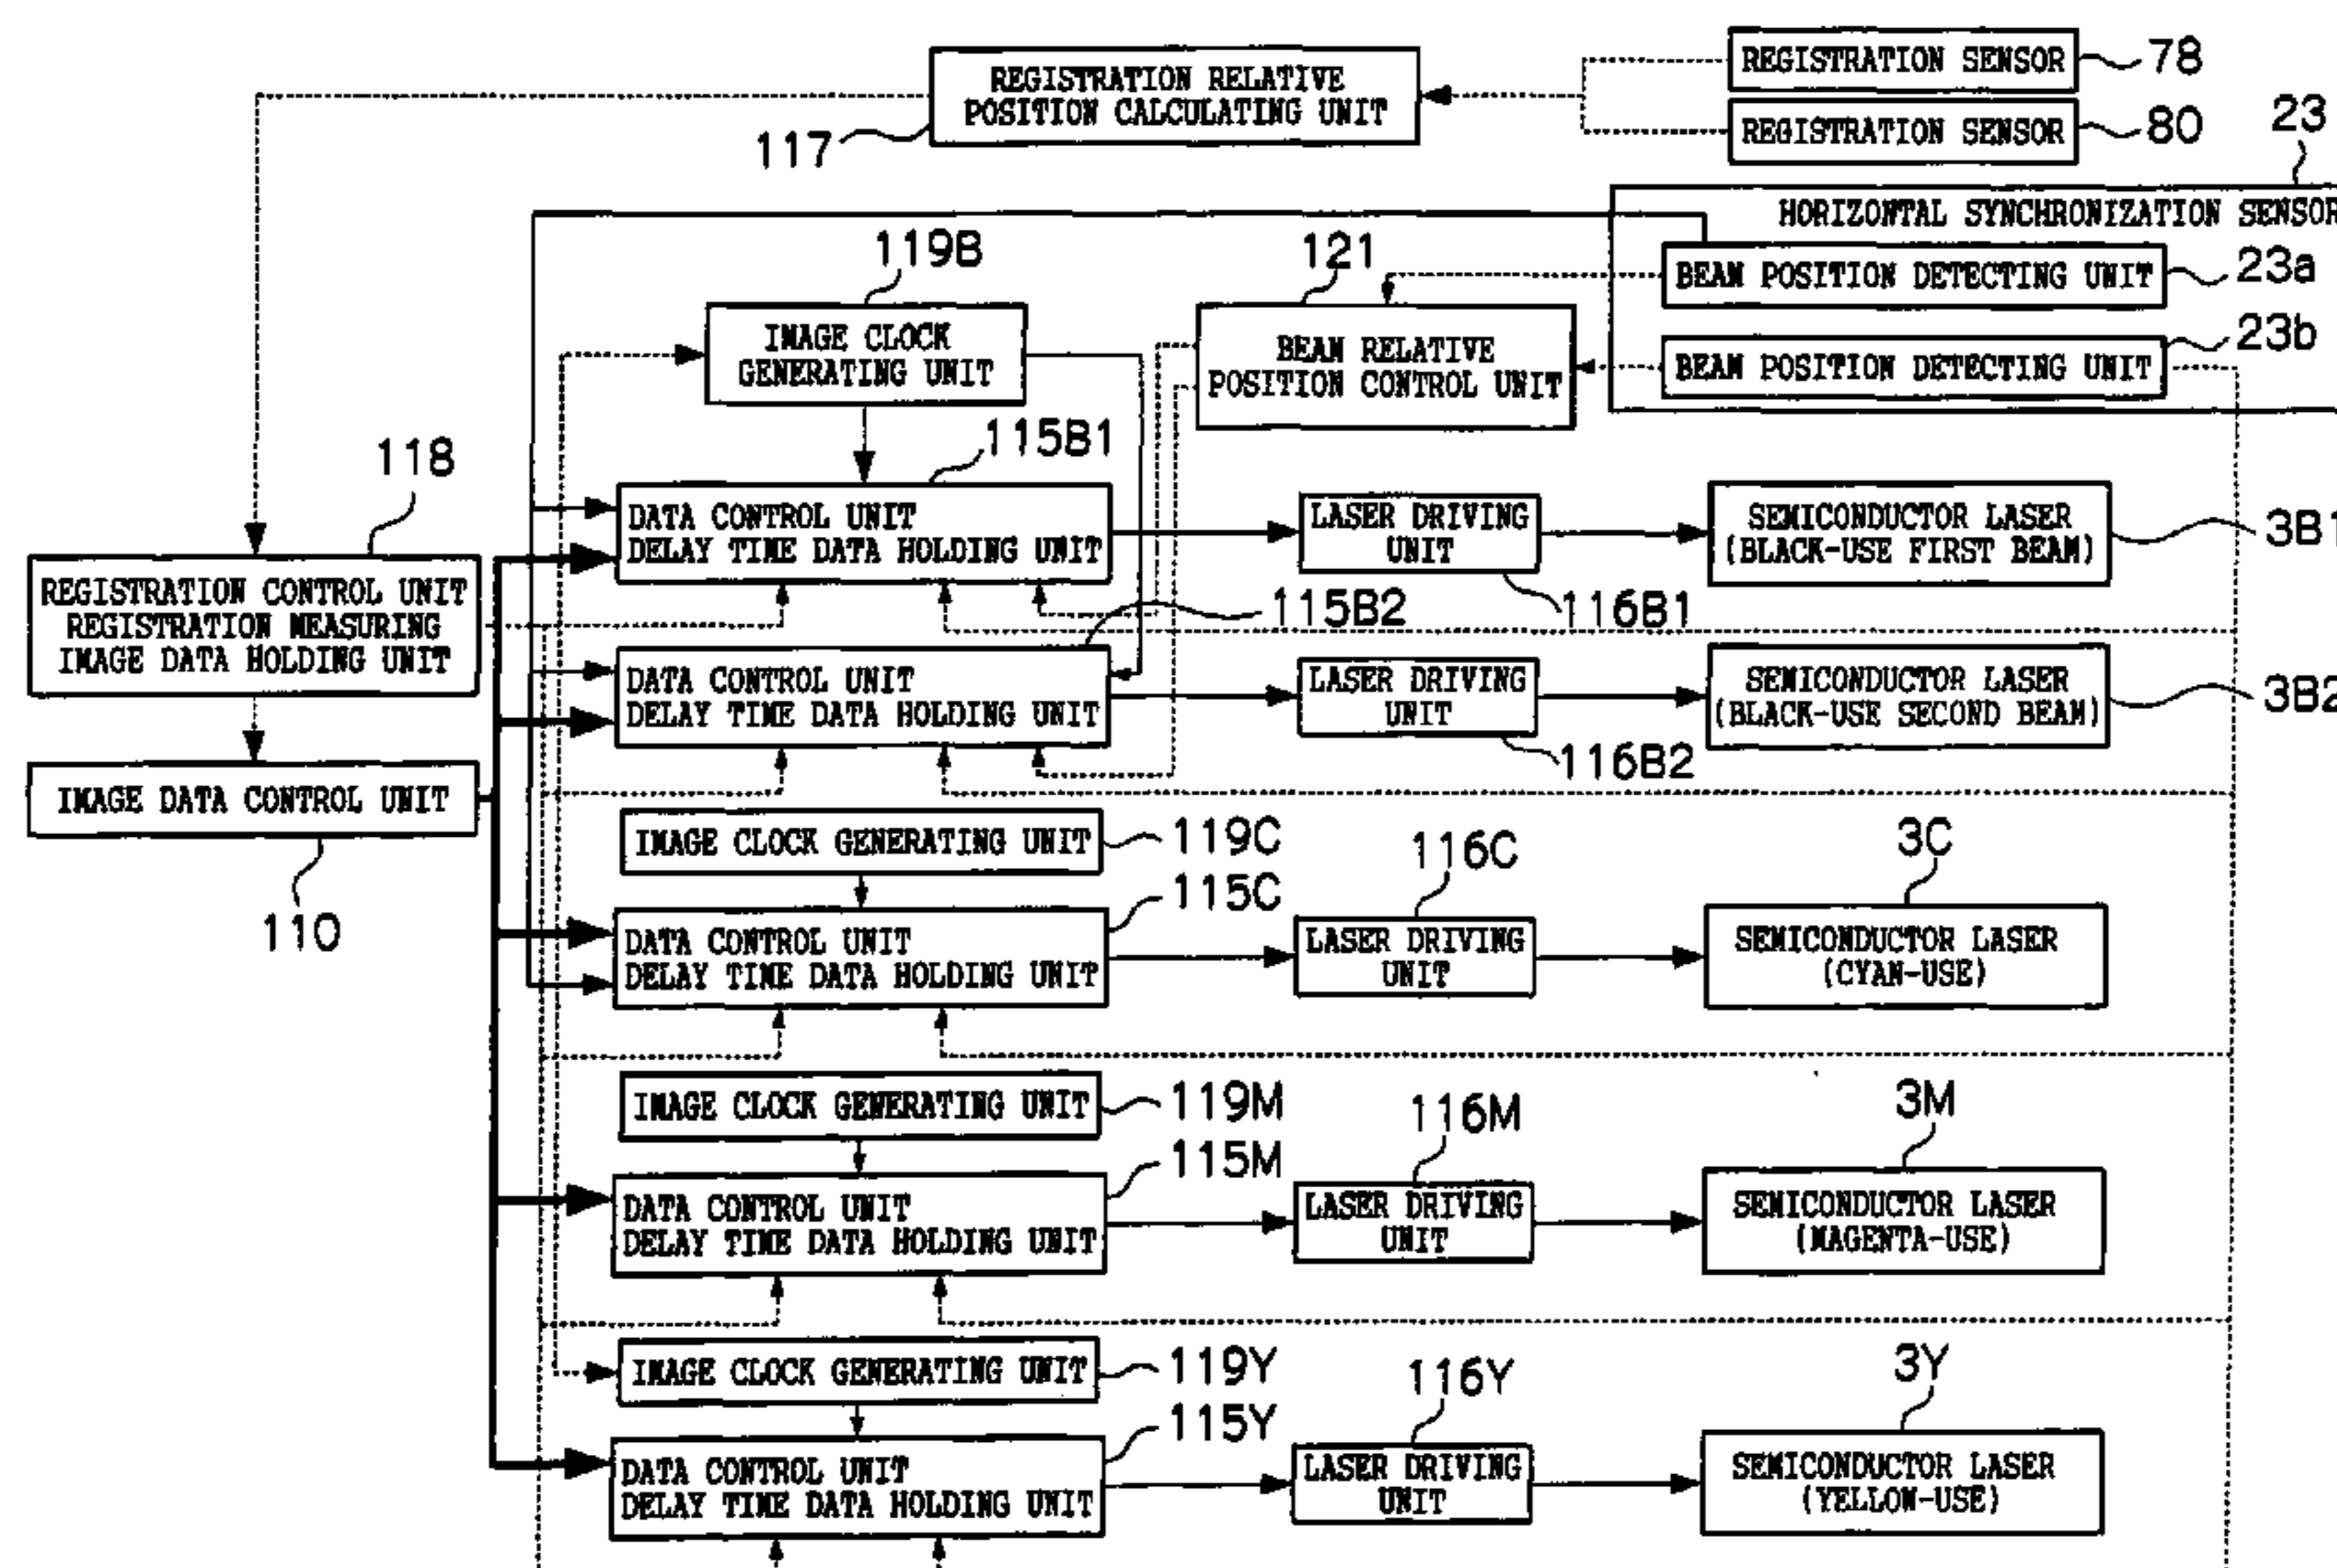 REGISTRATION SENSOR
78
REGISTRATION RELATIVE
POSITION CALCULATING UNIT
117
REGISTRATION SENSOR
80
23
HORIZONTAL SYNCHRONIZATION SENSOR
119B
121
BEAM POSITION DETECTING UNIT
23a
IMAGE CLOCK
GENERATING UNIT
BEAM RELATIVE
POSITION CONTROL UNIT
23b
BEAM POSITION DETECTING UNIT
118
115B1
DATA CONTROL UNIT
DELAY TIME DATA HOLDING UNIT
LASER DRIVING
UNIT
SEMICONDUCTOR LASER
(BLACK-USE FIRST BEAM)
3B1
REGISTRATION CONTROL UNIT
REGISTRATION MEASURING
IMAGE DATA HOLDING UNIT
115B2
116B1
DATA CONTROL UNIT
DELAY TIME DATA HOLDING UNIT
LASER DRIVING
UNIT
SEMICONDUCTOR LASER
(BLACK-USE SECOND BEAM)
3B2
116B2
IMAGE DATA CONTROL UNIT
110
IMAGE CLOCK GENERATING UNIT
119C
116C
3C
115C
DATA CONTROL UNIT
DELAY TIME DATA HOLDING UNIT
LASER DRIVING
UNIT
SEMICONDUCTOR LASER
(CYAN-USE)
IMAGE CLOCK GENERATING UNIT
119M
116M
3M
115M
DATA CONTROL UNIT
DELAY TIME DATA HOLDING UNIT
LASER DRIVING
UNIT
SEMICONDUCTOR LASER
(MAGENTA-USE)
IMAGE CLOCK GENERATING UNIT
119Y
116Y
3Y
115Y
DATA CONTROL UNIT
DELAY TIME DATA HOLDING UNIT
LASER DRIVING
UNIT
SEMICONDUCTOR LASER
(YELLOW-USE)